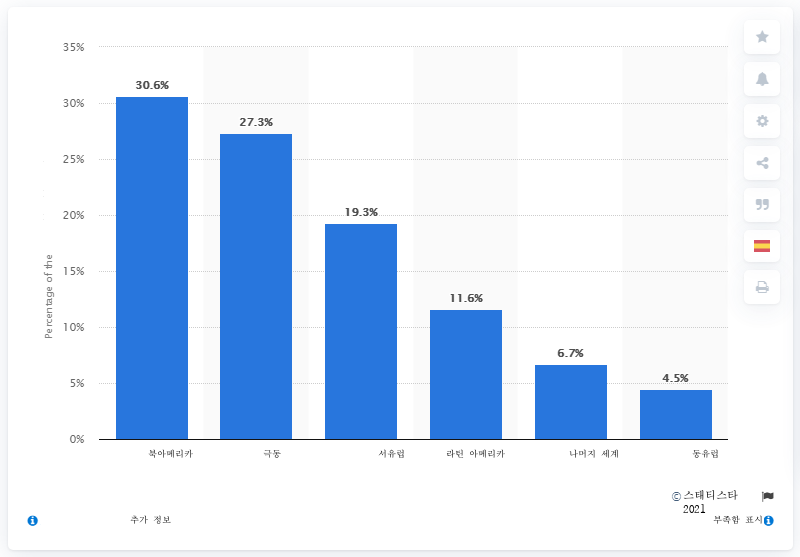 35%
30%
25%
20%
15%
10%
5%
0%
Percentage of the
30.6%
27.3%
19.3%
11.6%
6.7%
4.5%
북아메리카
극동
서유럽
라틴 아메리카
나머지 세계
동유럽
© 스태티스타
2021
추가 정보
부족함 표시